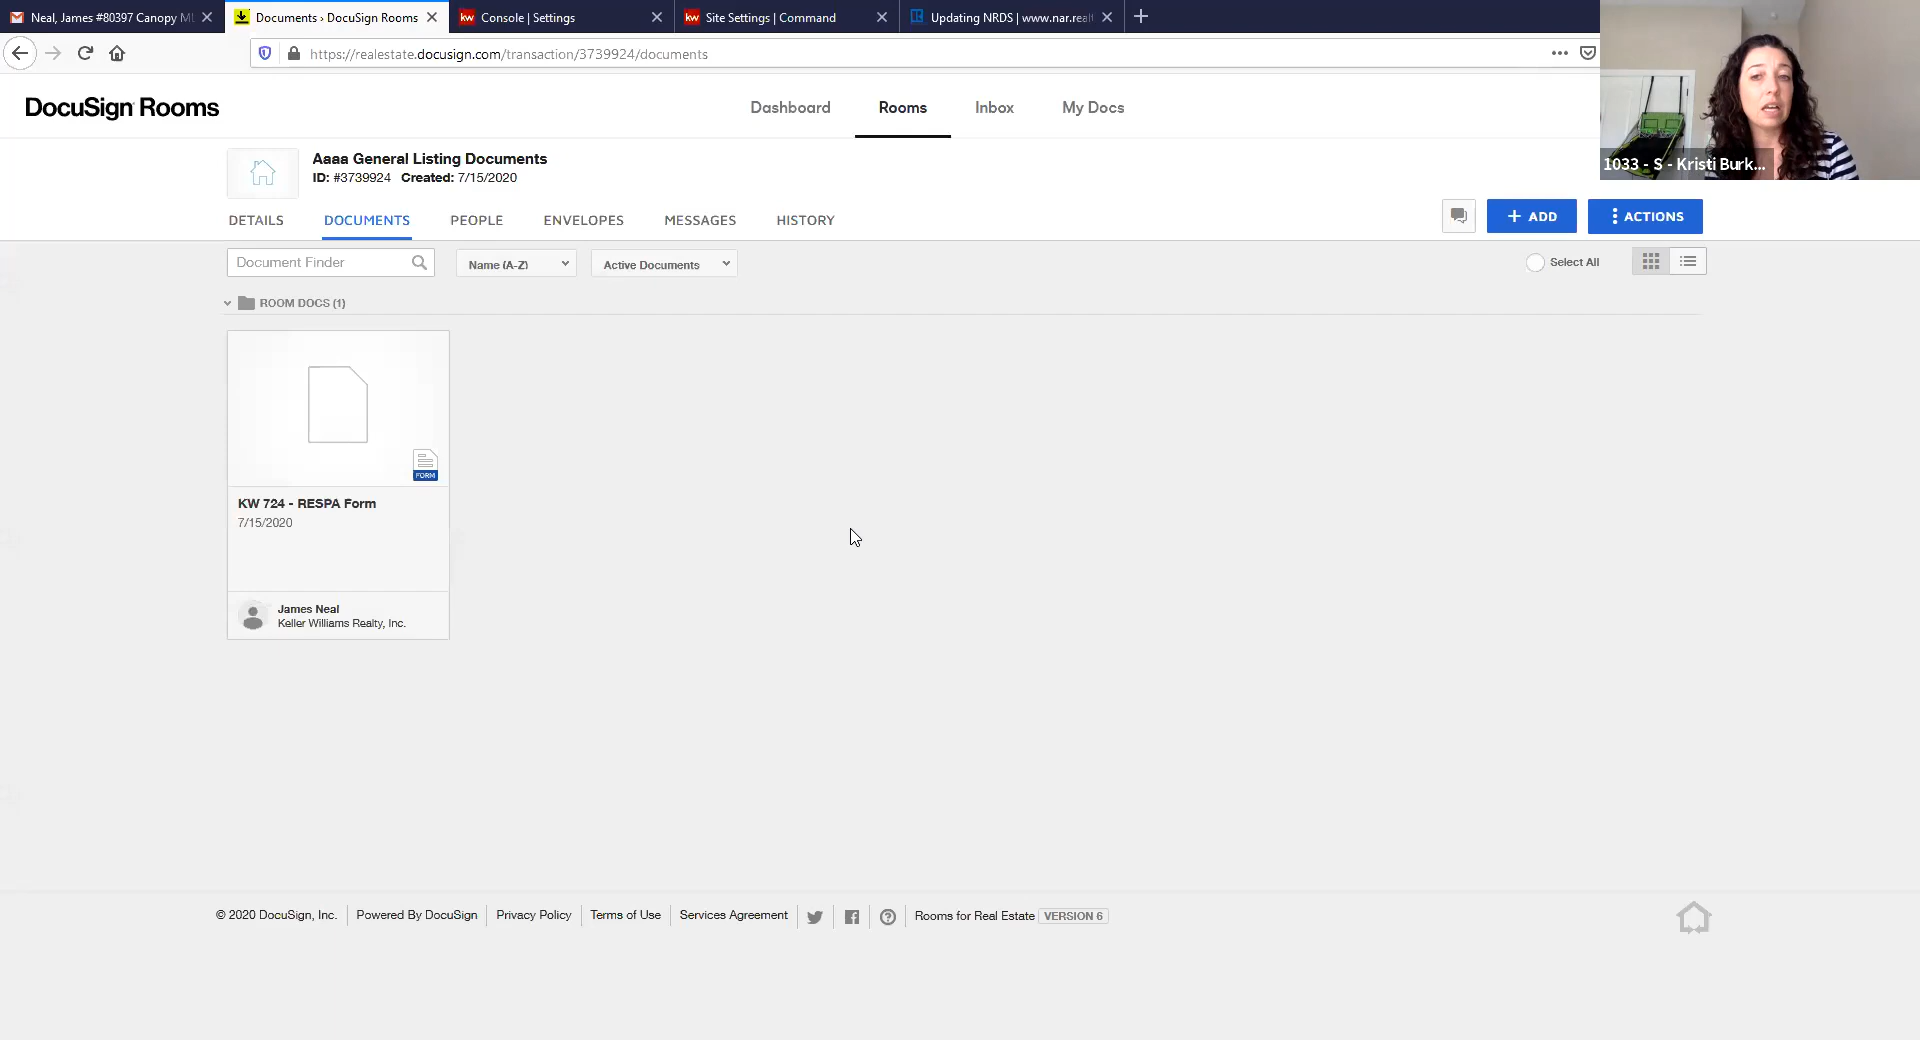 Neal, James #80397 Canopy ML
Documents › DocuSign Rooms
Console | Settings
Site Settings | Command
Updating NRDS | www.nar.real
https://realestate.docusign.com/transaction/3739924/documents
1033 - S - Kristi Burk...
DocuSign Rooms
Dashboard
Rooms
Inbox
My Docs
Aaaa General Listing Documents
ID: #3739924 Created: 7/15/2020
DETAILS
DOCUMENTS
PEOPLE
ENVELOPES
MESSAGES
HISTORY
+ ADD
ACTIONS
Document Finder
Name (A-Z)
Active Documents
Select All
ROOM DOCS (1)
FORM
KW 724 - RESPA Form
7/15/2020
James Neal
Keller Williams Realty, Inc.
© 2020 DocuSign, Inc.
Powered By DocuSign
Privacy Policy
Terms of Use
Services Agreement
Rooms for Real Estate VERSION 6